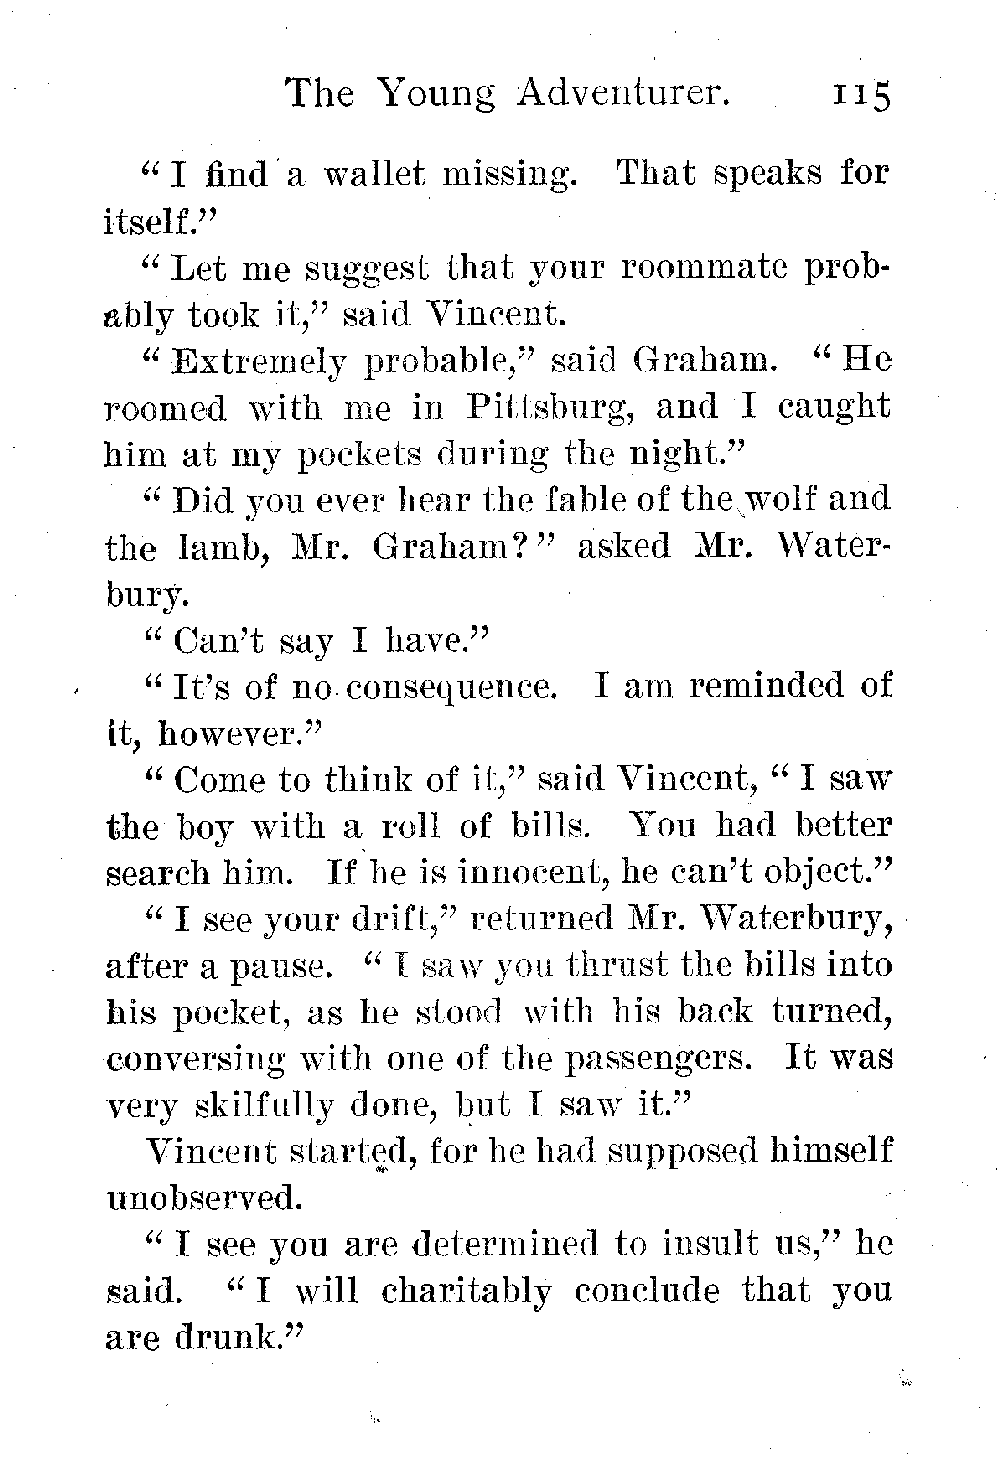 The Young Adventurer. 115
“ I find a wallet missing. That speaks for
itself.”
“ Let me suggest that your roommate prob-
ably took it,” said Vincent.
“ Extremely probable,” said Graham. “ He
roomed with me in Pittsburg, and I caught
him at my pockets during the night.”
“ Did you ever hear the fable of the wolf and
the lamb, Mr. Graham? ” asked Mr. Water-
bury.
“ Can’t say I have.”
“ It’s of no consequence. I am reminded of
it, however.”
“ Come to think of it,” said Vincent, “ I saw
the boy with a roll of bills. You had better
search him. If he is innocent, he can’t object.”
“ I see your drift,” returned Mr. Waterbury,
after a pause. “ I saw you thrust the bills into
his pocket, as he stood with his back turned,
conversing with one of the passengers. It was
very skilfully done, but I saw it.”
Vincent started, for he had supposed himself
unobserved.
“ I see you are determined to insult us,” he
said. “ I will charitably conclude that you
are drunk.”